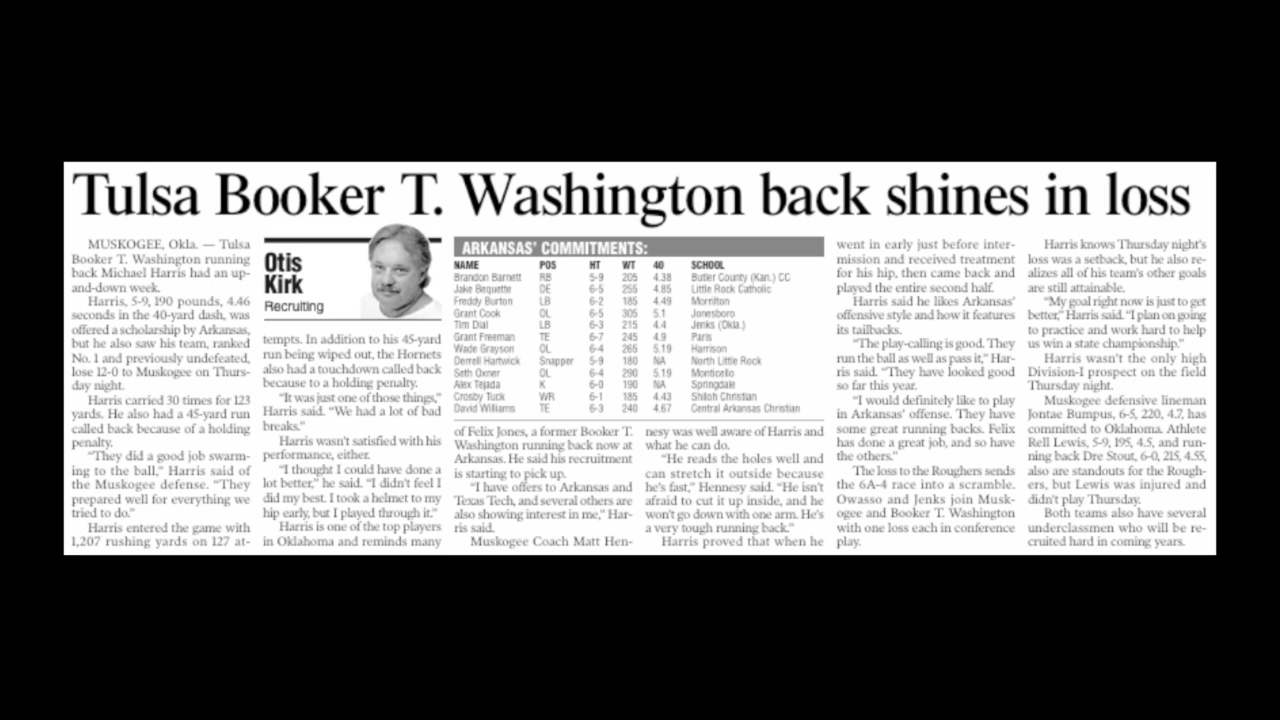 Tulsa Booker T. Washington back shines in loss
MUSKOGEE, Okla. — Tulsa
Booker T. Washington running
back Michael Harris had an up-
and-down week.
Harris, 5-9, 190 pounds, 4.46
seconds in the 40-yard dash, was
offered a scholarship by Arkansas,
but he also saw his team, ranked
No. 1 and previously undefeated,
lose 12-0 to Muskogee on Thurs-
day night.
Harris carried 30 times for 123
yards. He also had a 45-yard run
called back because of a holding
penalty.
“They did a good job swarm-
ing to the ball,” Harris said of
the Muskogee defense. “They
prepared well for everything we
tried to do.”
Harris entered the game with
1,207 rushing yards on 127 at-
Otis
Kirk
Recruiting
tempts. In addition to his 45-yard
run being wiped out, the Hornets
also had a touchdown called back
because to a holding penalty.
“It was just one of those things,”
Harris said. “We had a lot of bad
breaks.”
Harris wasn’t satisfied with his
performance, either.
“I thought I could have done a
lot better,” he said. “I didn’t feel I
did my best. I took a helmet to my
hip early, but I played through it.”
Harris is one of the top players
in Oklahoma and reminds many
ARKANSAS’ COMMITMENTS:
NAME POS HT WT 40 SCHOOL
Brandon Barnett RB 5-9 205 4.38 Butler County (Kan.) CC
Jake Bequette DE 6-5 255 4.85 Little Rock Catholic
Freddy Burton LB 6-2 185 4.49 Morrilton
Grant Cook OL 6-5 305 5.1 Jonesboro
Tim Dial LB 6-3 215 4.4 Jenks (Okla.)
Grant Freeman TE 6-7 245 4.9 Paris
Wade Grayson OL 6-4 265 5.19 Harrison
Derrell Hartwick Snapper 5-9 180 NA North Little Rock
Seth Oxner OL 6-4 290 5.19 Monticello
Alex Tejada K 6-0 190 NA Springdale
Crosby Tuck WR 6-1 185 4.43 Shiloh Christian
David Williams TE 6-3 240 4.67 Central Arkansas Christian
of Felix Jones, a former Booker T.
Washington running back now at
Arkansas. He said his recruitment
is starting to pick up.
“I have offers to Arkansas and
Texas Tech, and several others are
also showing interest in me,” Har-
ris said.
Muskogee Coach Matt Hen-
nesy was well aware of Harris and
what he can do.
“He reads the holes well and
can stretch it outside because
he’s fast,” Hennesy said. “He isn’t
afraid to cut it up inside, and he
won’t go down with one arm. He’s
a very tough running back.”
Harris proved that when he
went in early just before inter-
mission and received treatment
for his hip, then came back and
played the entire second half.
Harris said he likes Arkansas’
offensive style and how it features
its tailbacks.
“The play-calling is good. They
run the ball as well as pass it,” Har-
ris said. “They have looked good
so far this year.
“I would definitely like to play
in Arkansas’ offense. They have
some great running backs. Felix
has done a great job, and so have
the others.”
The loss to the Roughers sends
the 6A-4 race into a scramble.
Owasso and Jenks join Musk-
ogee and Booker T. Washington
with one loss each in conference
play.
Harris knows Thursday night’s
loss was a setback, but he also re-
alizes all of his team’s other goals
are still attainable.
“My goal right now is just to get
better,” Harris said. “I plan on going
to practice and work hard to help
us win a state championship.”
Harris wasn’t the only high
Division-I prospect on the field
Thursday night.
Muskogee defensive lineman
Jontae Bumpus, 6-5, 220, 4.7, has
committed to Oklahoma. Athlete
Rell Lewis, 5-9, 195, 4.5, and run-
ning back Dre Stout, 6-0, 215, 4.55,
also are standouts for the Rough-
ers, but Lewis was injured and
didn’t play Thursday.
Both teams also have several
underclassmen who will be re-
cruited hard in coming years.